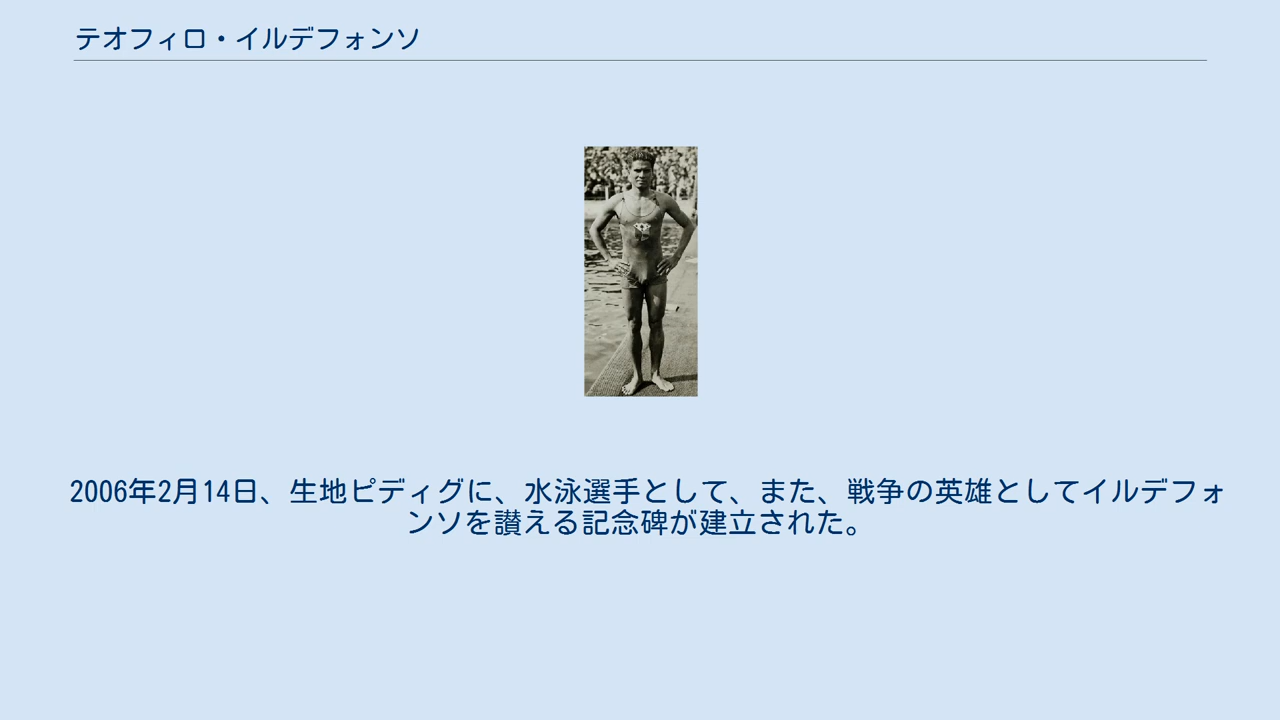 テオフィロ・イルデフォンソ
2006年2月14日、生地ピディグに、水泳選手として、また、戦争の英雄としてイルデフォ
ンソを讃える記念碑が建立された。